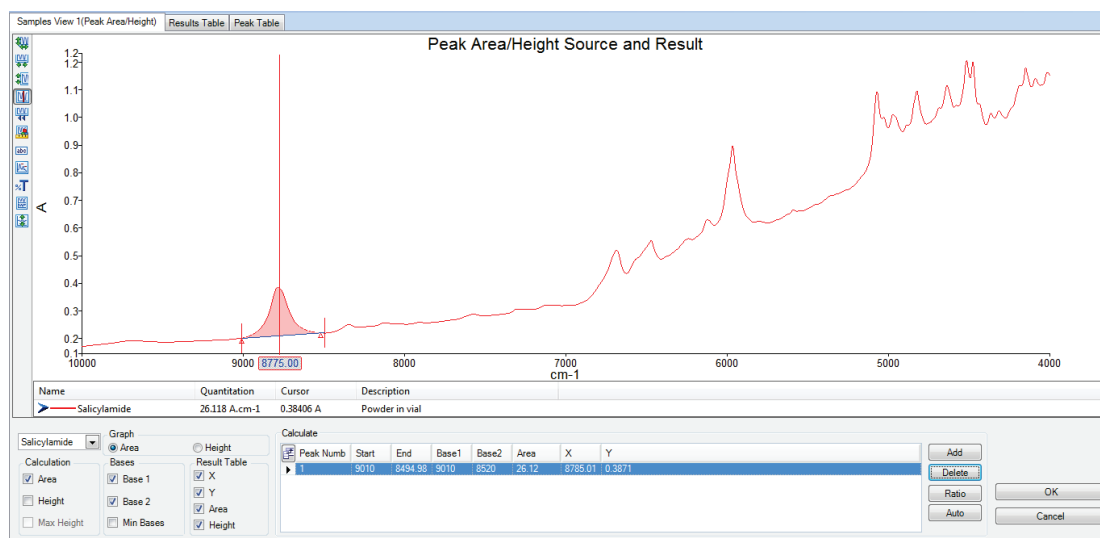 Samples View 1(Peak Area/Height) Results Table Peak Table
Peak Area/Height Source and Result
1.2
1.2
1.1
1.0
0.9
0.8
0.7
0.6
0.5
0.4
0.3
0.2
0.1
A
abc
%T
10000 9000 8775.00 8000 7000 6000 5000 4000
cm-1
Name Quantitation Cursor Description
Salicylamide 26.118 A.cm-1 0.38406 A Powder in vial
Salicylamide
Graph
Area Height
Calculation
Area
Height
Max Height
Bases
Base 1
Base 2
Min Bases
Result Table
X
Y
Area
Height
Calculate
Peak Numb Start End Base1 Base2 Area X Y
1 9010 8494.98 9010 8520 26.12 8785.01 0.3871
Add
Delete
Ratio
Auto
OK
Cancel